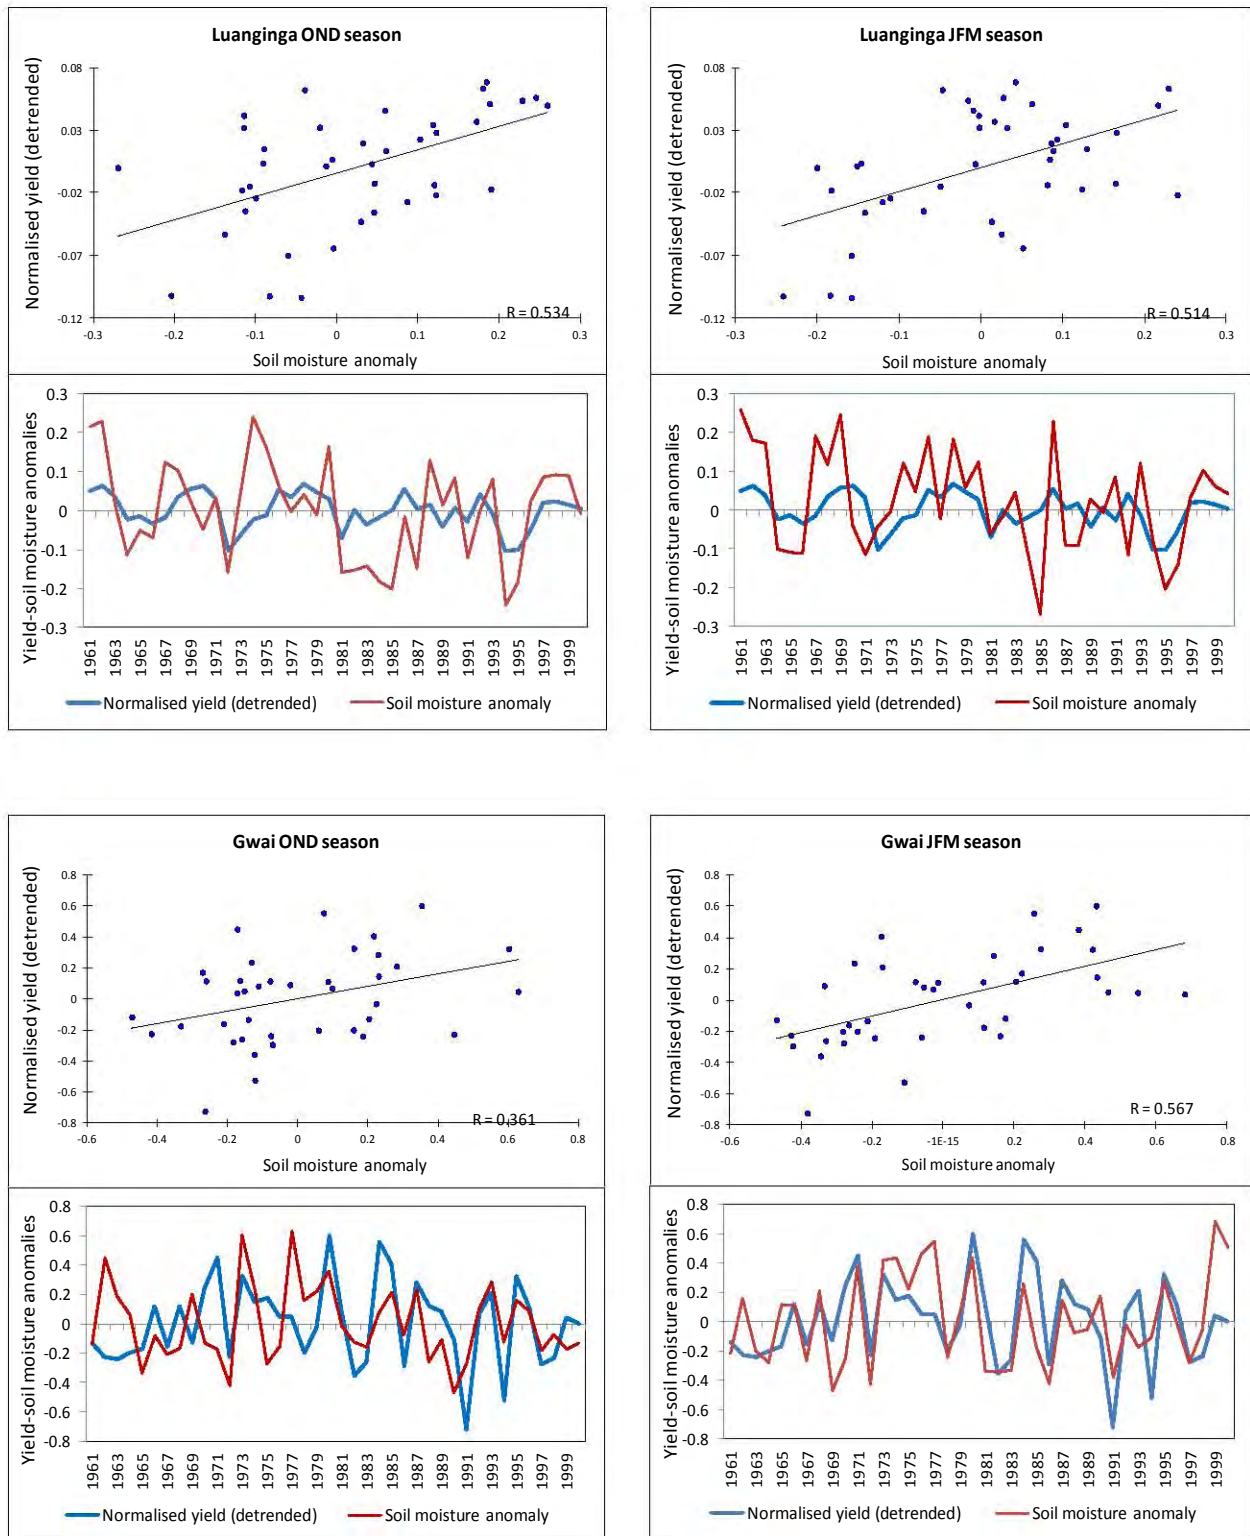 Luanginga OND season
Normalised yield (detrended)
0.08
0.03
-0.02
-0.07
-0.12
R = 0.534
-0.3 -0.2 -0.1 0 0.1 0.2 0.3
Soil moisture anomaly
Yield-soil moisture anomalies
0.3
0.2
0.1
0
-0.1
-0.2
-0.3
1961 1963 1965 1967 1969 1971 1973 1975 1977 1979 1981 1983 1985 1987 1989 1991 1993 1995 1997 1999
Normalised yield (detrended) Soil moisture anomaly
Luanginga JFM season
Normalised yield (detrended)
0.08
0.03
-0.02
-0.07
-0.12
R = 0.514
-0.3 -0.2 -0.1 0 0.1 0.2 0.3
Soil moisture anomaly
Yield-soil moisture anomalies
0.3
0.2
0.1
0
-0.1
-0.2
-0.3
1961 1963 1965 1967 1969 1971 1973 1975 1977 1979 1981 1983 1985 1987 1989 1991 1993 1995 1997 1999
Normalised yield (detrended) Soil moisture anomaly
Gwai OND season
Normalised yield (detrended)
0.8
0.6
0.4
0.2
0
-0.2
-0.4
-0.6
-0.8
R = 0.361
-0.6 -0.4 -0.2 0 0.2 0.4 0.6 0.8
Soil moisture anomaly
Yield-soil moisture anomalies
0.8
0.6
0.4
0.2
0
-0.2
-0.4
-0.6
-0.8
1961 1963 1965 1967 1969 1971 1973 1975 1977 1979 1981 1983 1985 1987 1989 1991 1993 1995 1997 1999
Normalised yield (detrended) Soil moisture anomaly
Gwai JFM season
Normalised yield (detrended)
0.8
0.6
0.4
0.2
0
-0.2
-0.4
-0.6
-0.8
R = 0.567
-0.6 -0.4 -0.2 -1E-15 0.2 0.4 0.6 0.8
Soil moisture anomaly
Yield-soil moisture anomalies
0.8
0.6
0.4
0.2
0
-0.2
-0.4
-0.6
-0.8
1961 1963 1965 1967 1969 1971 1973 1975 1977 1979 1981 1983 1985 1987 1989 1991 1993 1995 1997 1999
Normalised yield (detrended) Soil moisture anomaly